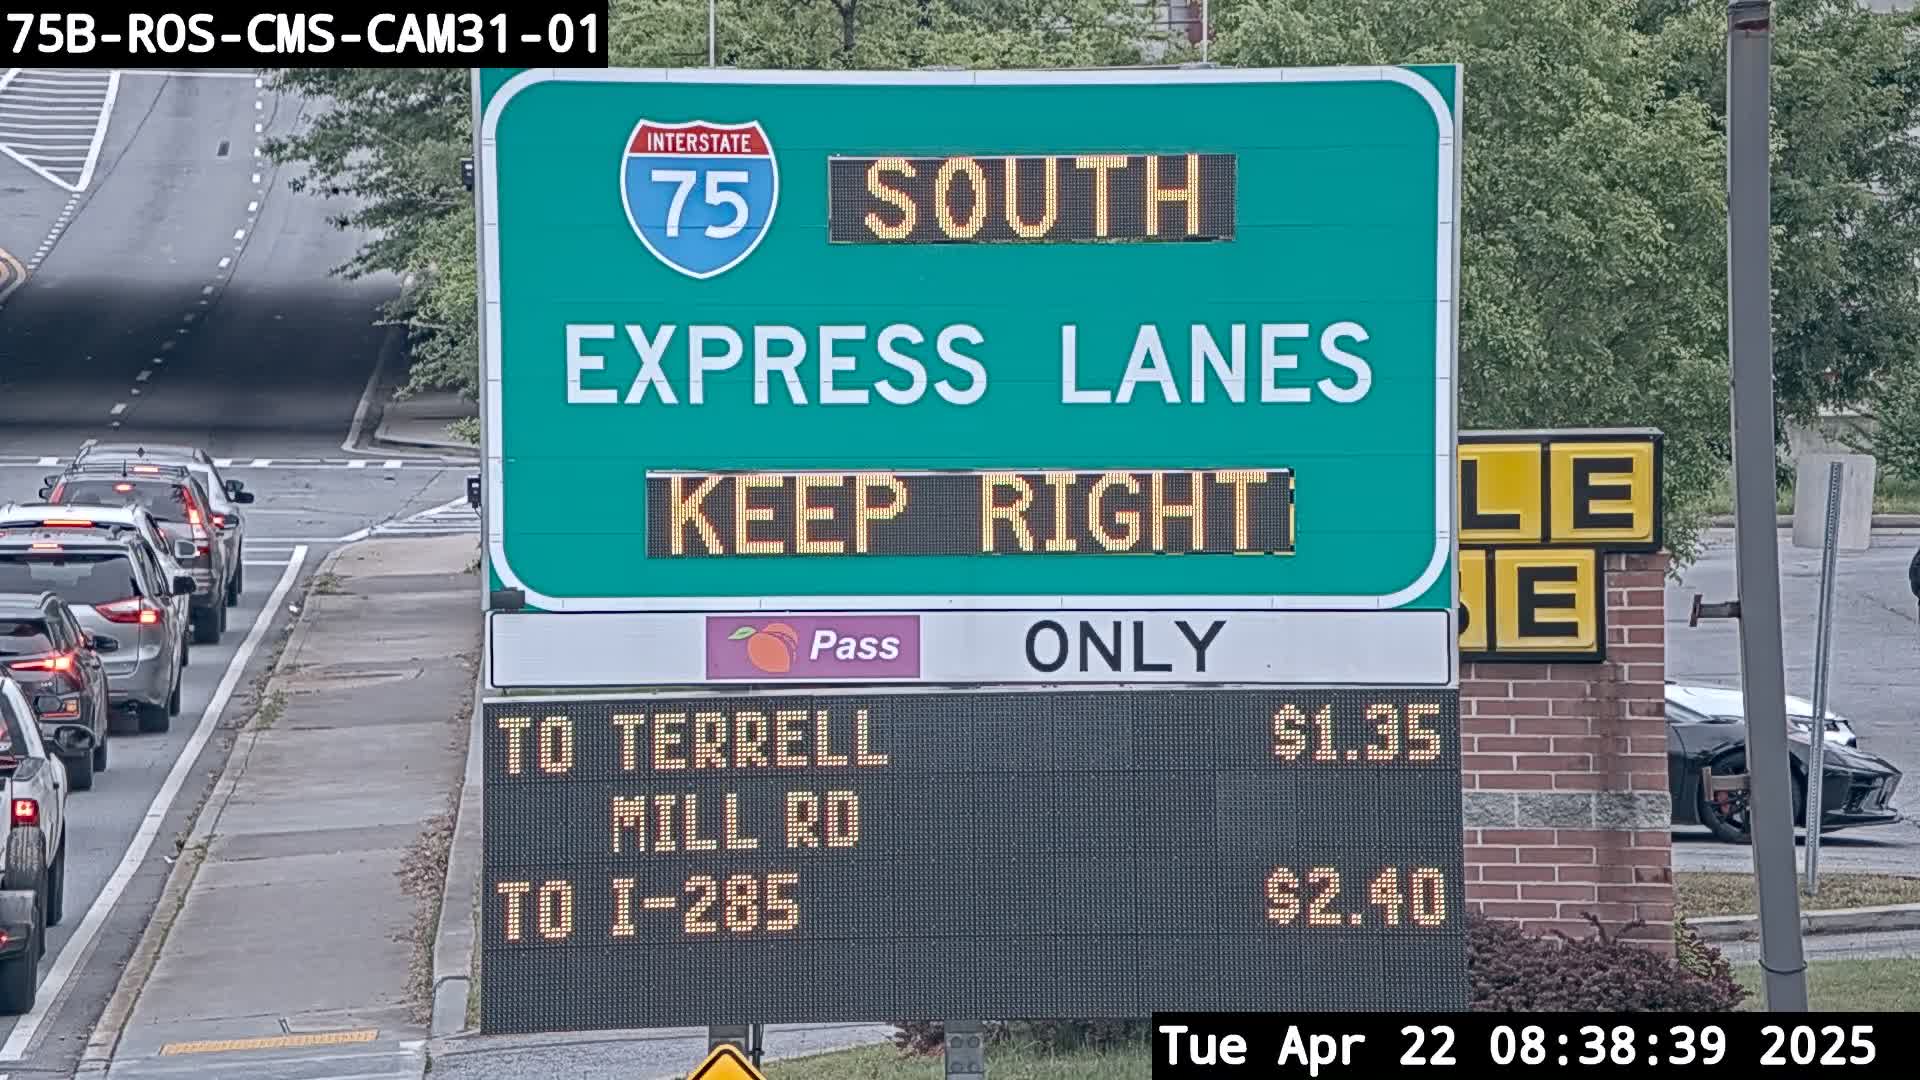 75B-ROS-CMS-CAM31-01
INTERSTATE
75
SOUTH
EXPRESS LANES
KEEP RIGHT
LE
E
Pass ONLY
TO TERRELL $1.35
MILL RD
TO I-285 $2.40
Tue Apr 22 08:38:39 2025